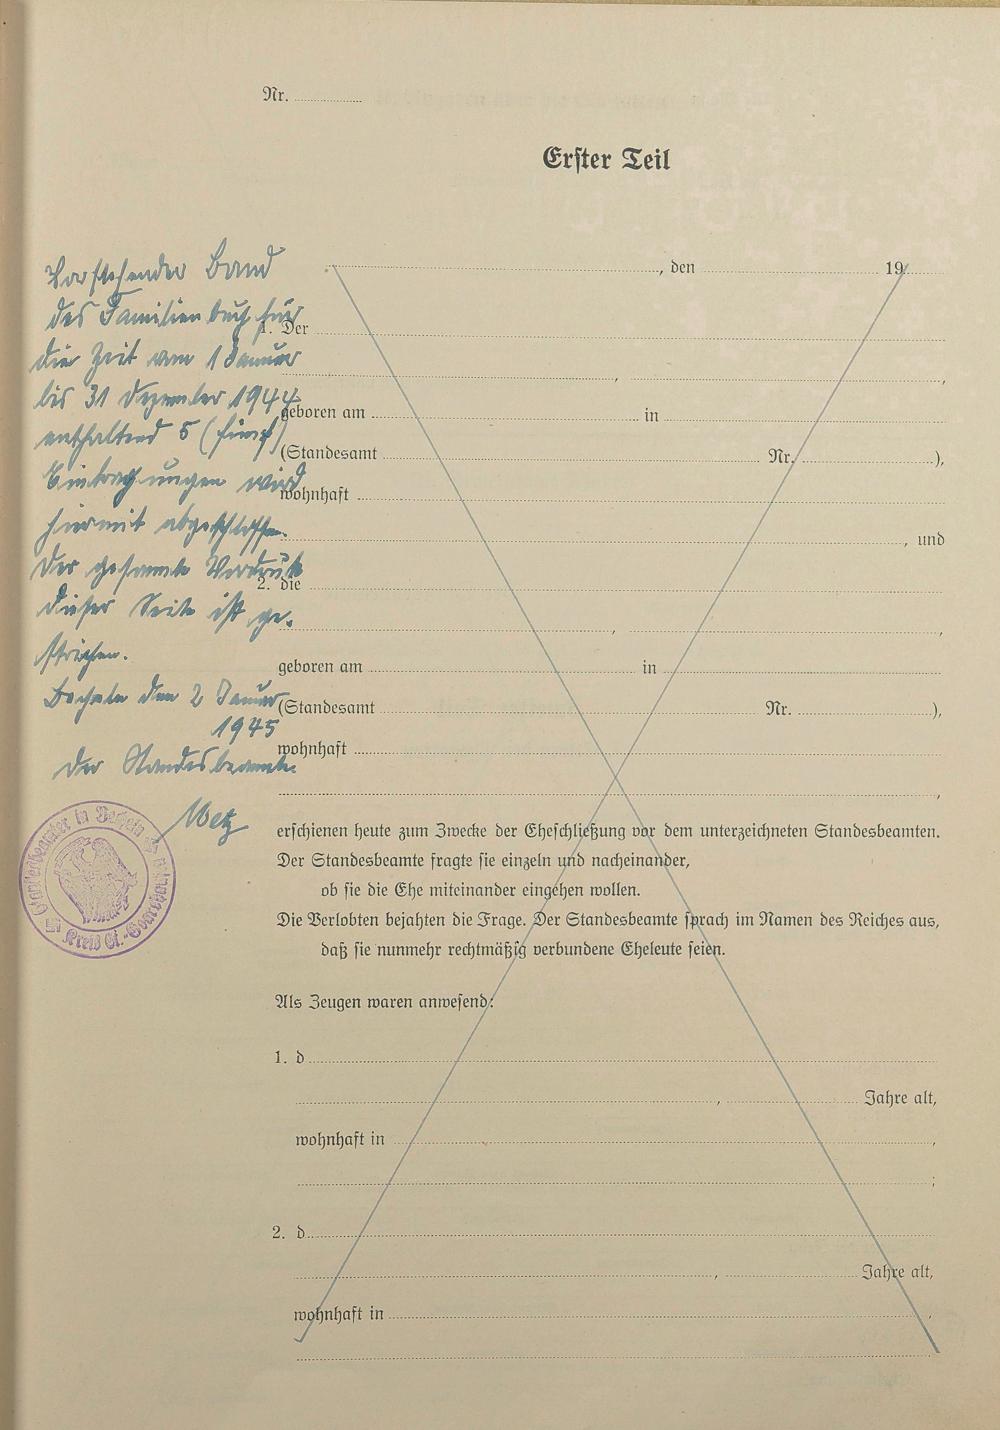 Nr.
Erster Teil
Vorstehender Band
des Familienbuch für
die Zeit vom 1 Januar
bis 31 Dezember 1944
enthaltend 5 (fünf)
Eintragungen wird
hiermit abgeschlossen.
Der gesamte Vordruck
dieser Seite ist ge-
strichen.
den 2 Januar
1945
Der Standesbeamte
Metz
Standesbeamter in
Kreis
, den 19
1. Der
, ,
geboren am in
(Standesamt Nr. ),
wohnhaft
, und
2. die
, ,
geboren am in
(Standesamt Nr. ),
wohnhaft
,
erschienen heute zum Zwecke der Eheschließung vor dem unterzeichneten Standesbeamten.
Der Standesbeamte fragte sie einzeln und nacheinander,
ob sie die Ehe miteinander eingehen wollen.
Die Verlobten bejahten die Frage. Der Standesbeamte sprach im Namen des Reiches aus,
daß sie nunmehr rechtmäßig verbundene Eheleute seien.
Als Zeugen waren anwesend:
1. d
, Jahre alt,
wohnhaft in ,
;
2. d
, Jahre alt,
wohnhaft in ,